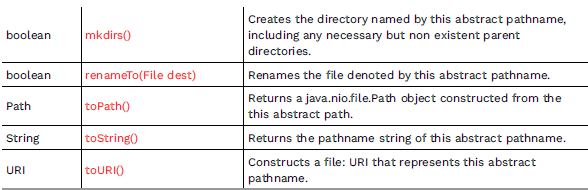 boolean mkdirs() Creates the directory named by this abstract pathname,
including any necessary but non existent parent
directories.
boolean renameTo(File dest) Renames the file denoted by this abstract pathname.
Path toPath() Returns a java.nio.file.Path object constructed from the
this abstract path.
String toString() Returns the pathname string of this abstract pathname.
URI toURI() Constructs a file: URI that represents this abstract
pathname.